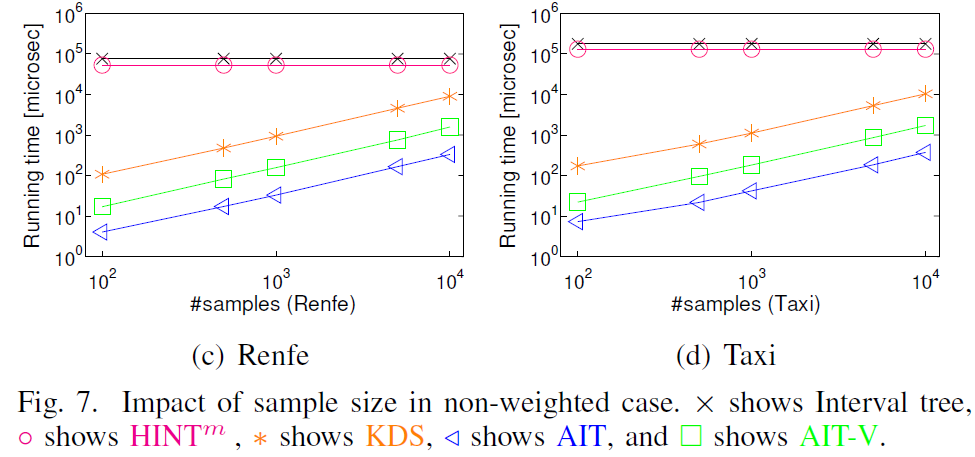 10^6
10^5
10^4
10^3
10^2
10^1
10^0
Running time [microsec]
10^2 10^3 10^4
#samples (Renfe)
(c) Renfe
10^6
10^5
10^4
10^3
10^2
10^1
10^0
Running time [microsec]
10^2 10^3 10^4
#samples (Taxi)
(d) Taxi
Fig. 7. Impact of sample size in non-weighted case. × shows Interval tree,
○ shows HINT^m , ∗ shows KDS, ◁ shows AIT, and □ shows AIT-V.